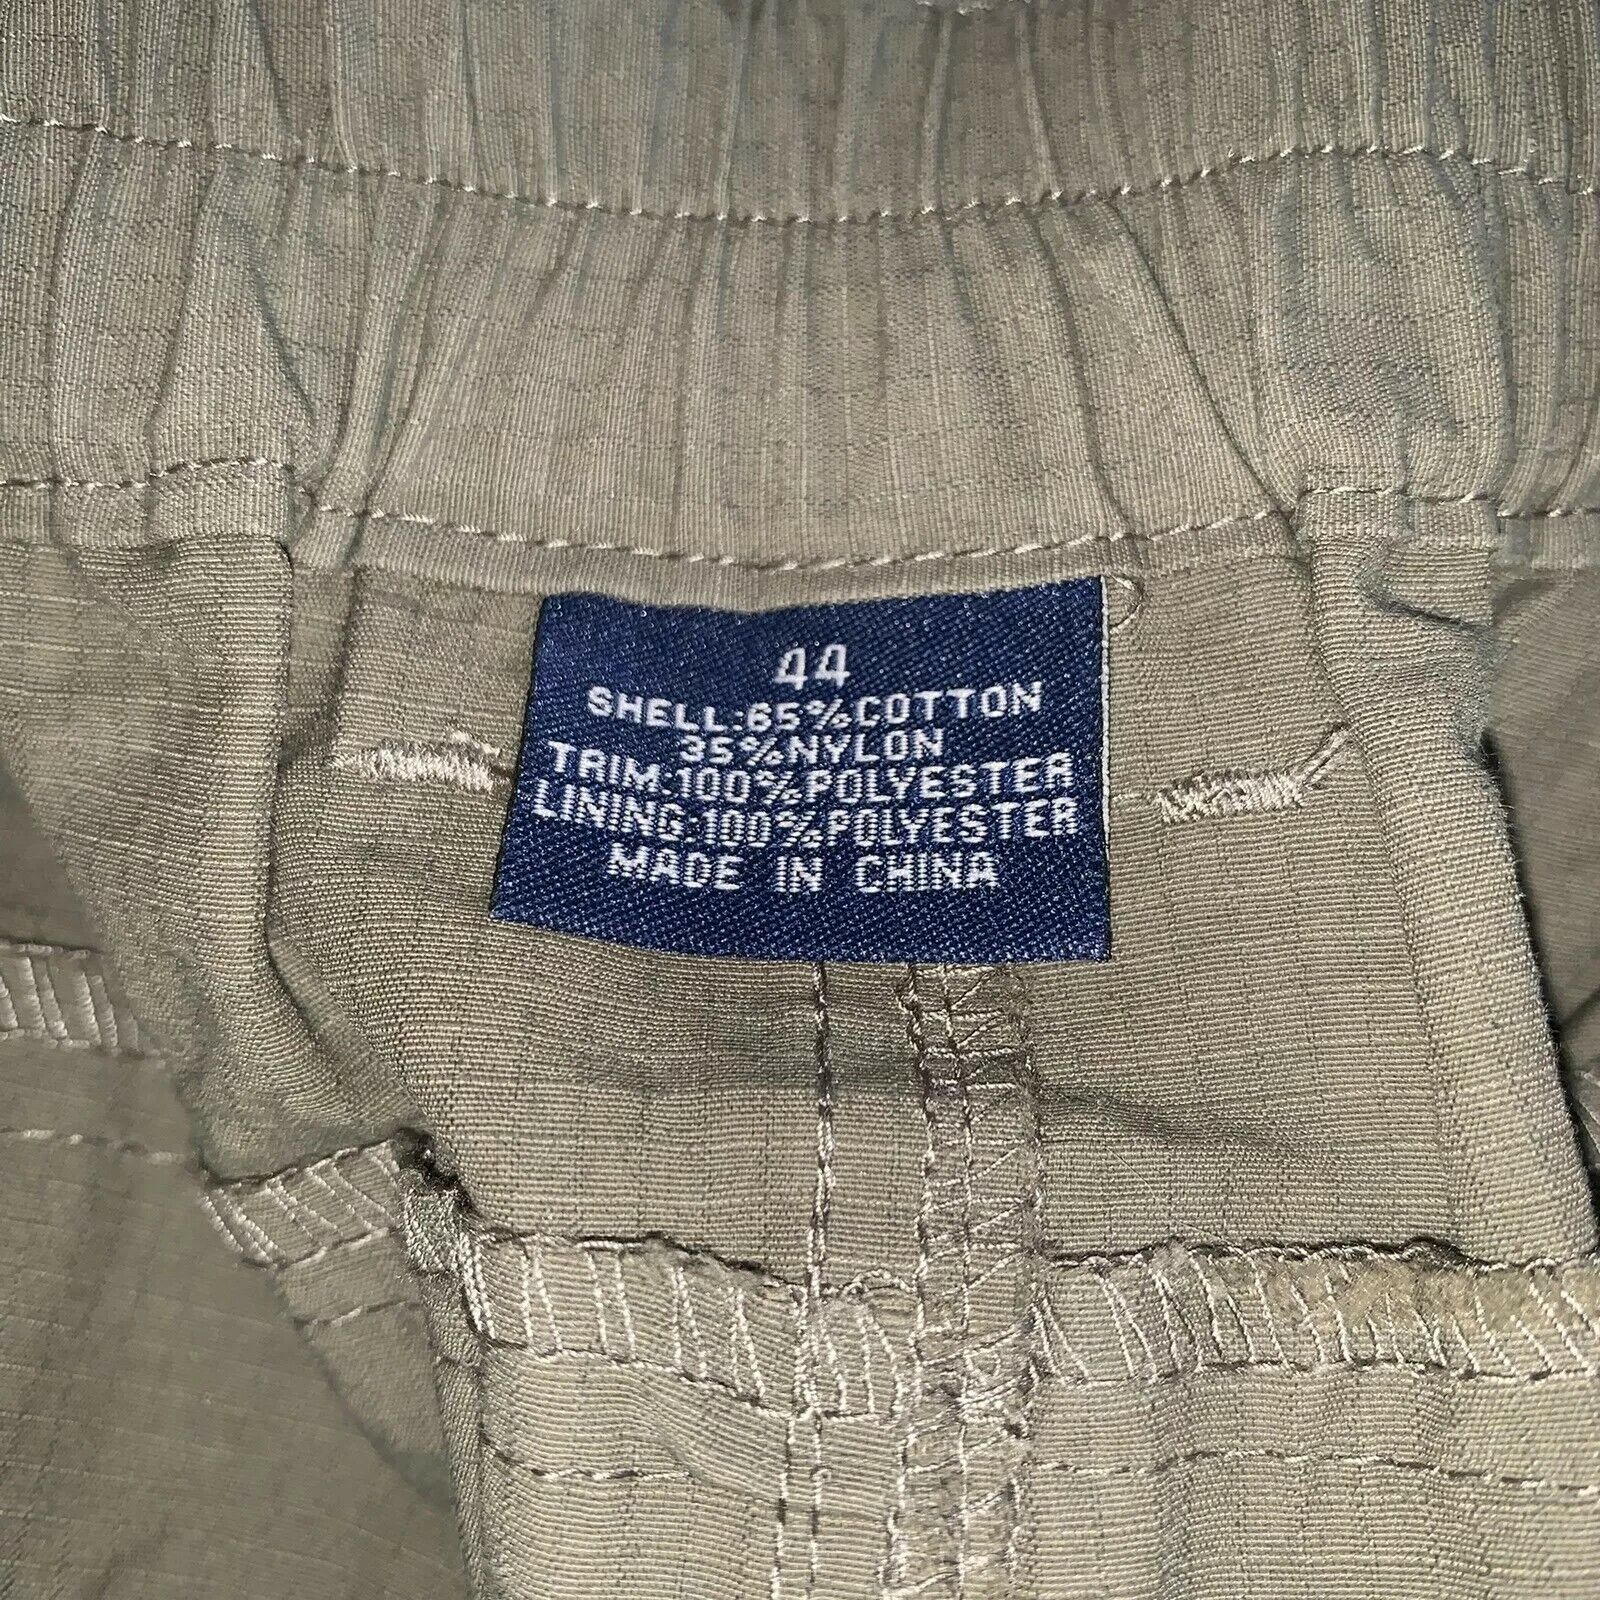 44
SHELL:65%COTTON
35%NYLON
TRIM:100%POLYESTER
LINING:100%POLYESTER
MADE IN CHINA